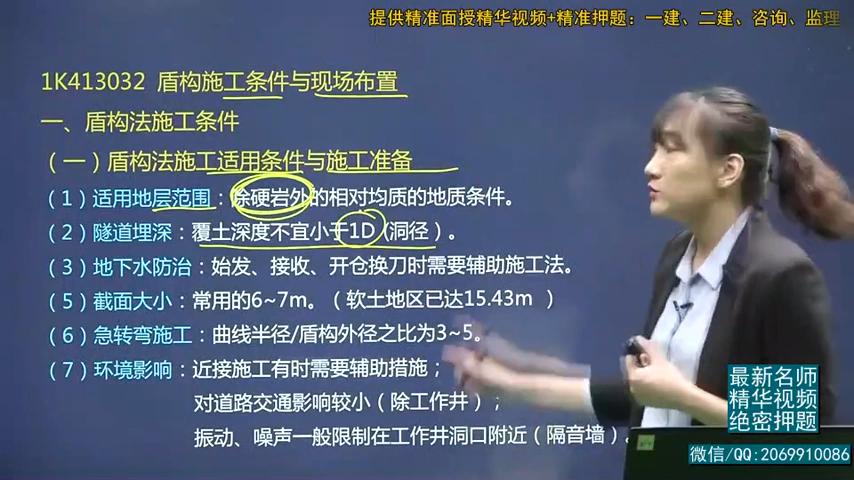 提供精准面授精华视频+精准押题：一建、二建、咨询、监理
1K413032 盾构施工条件与现场布置
一、盾构法施工条件
（一）盾构法施工适用条件与施工准备
（1）适用地层范围：除硬岩外的相对均质的地质条件。
（2）隧道埋深：覆土深度不宜小于1D（洞径）。
（3）地下水防治：始发、接收、开仓换刀时需要辅助施工法。
（5）截面大小：常用的6~7m。（软土地区已达15.43m ）
（6）急转弯施工：曲线半径/盾构外径之比为3~5。
（7）环境影响：近接施工有时需要辅助措施；
对道路交通影响较小（除工作井）；
振动、噪声一般限制在工作井洞口附近（隔音墙）。
最新名师
精华视频
绝密押题
微信/QQ:2069910086